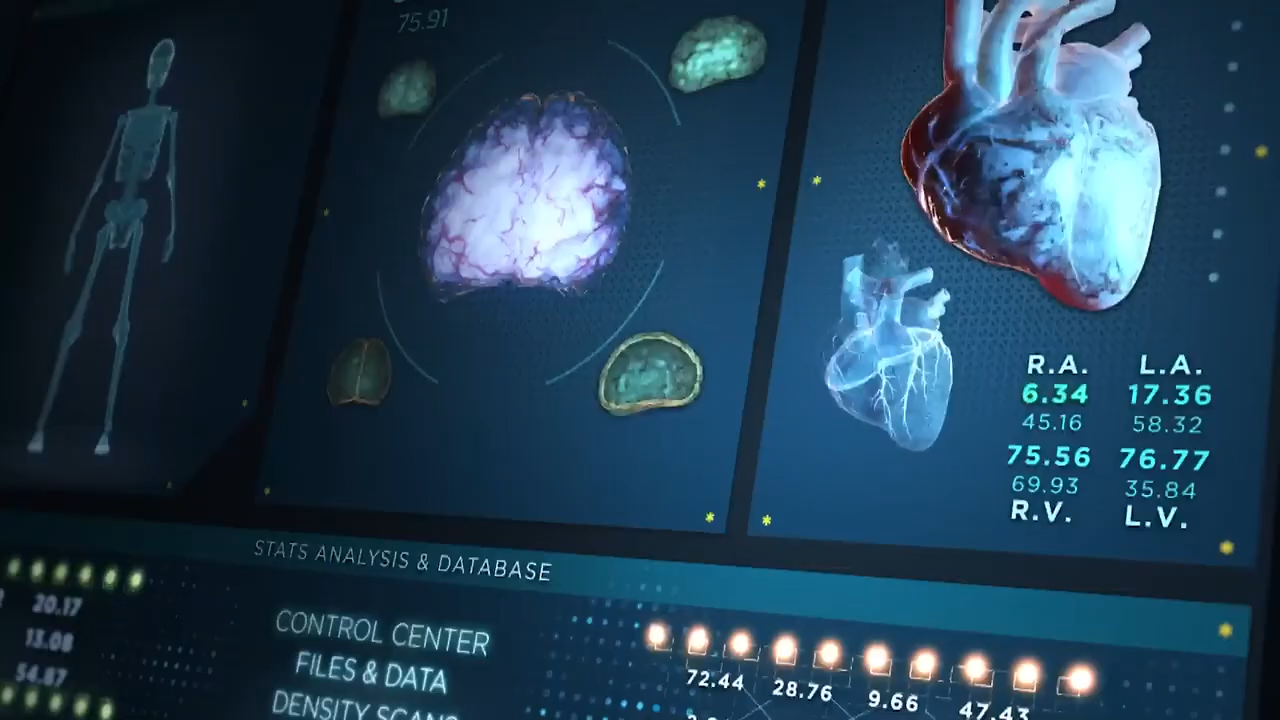 75.91
R.A. L.A.
6.34 17.36
45.16 58.32
75.56 76.77
69.93 35.84
R.V. L.V.
STATS ANALYSIS & DATABASE
20.17
13.08
54.87
CONTROL CENTER
FILES & DATA
DENSITY SCANS
72.44 28.76 9.66 47.43